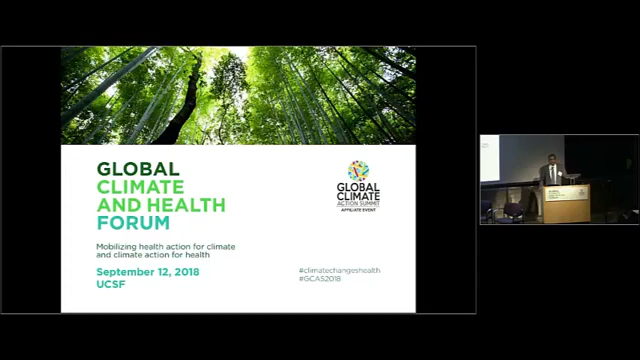 GLOBAL
CLIMATE
AND HEALTH
FORUM
GLOBAL
CLIMATE
ACTION SUMMIT
AFFILIATE EVENT
Mobilizing health action for climate
and climate action for health
September 12, 2018
UCSF
#climatechangeshealth
#GCAS2018